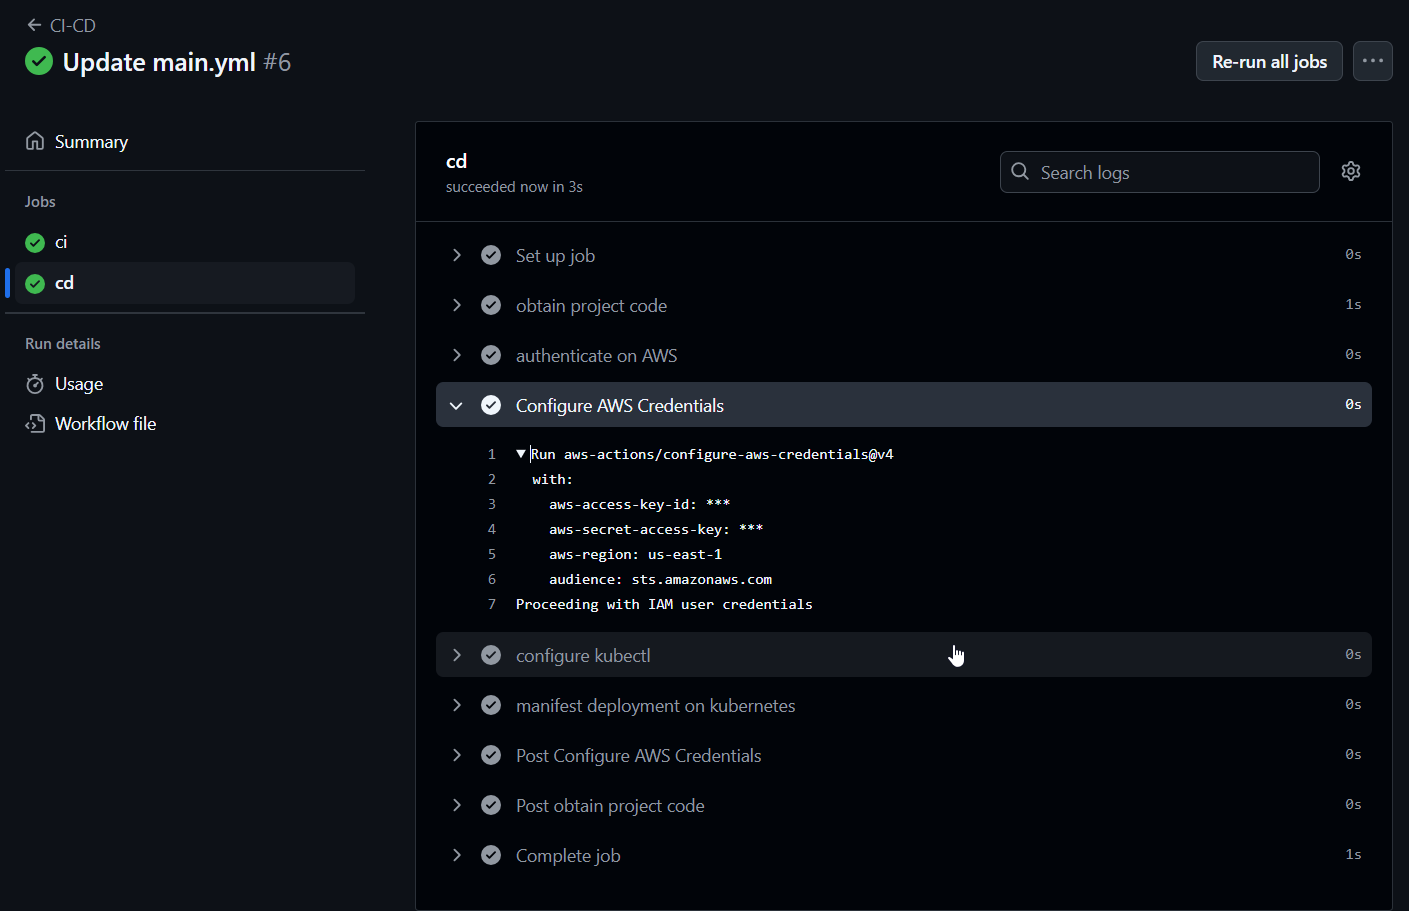 CI-CD
Update main.yml #6
Re-run all jobs
Summary
Jobs
ci
cd
Run details
Usage
Workflow file
cd
succeeded now in 3s
Search logs
Set up job 0s
obtain project code 1s
authenticate on AWS 0s
Configure AWS Credentials 0s
1 Run aws-actions/configure-aws-credentials@v4
2 with:
3 aws-access-key-id: ***
4 aws-secret-access-key: ***
5 aws-region: us-east-1
6 audience: sts.amazonaws.com
7 Proceeding with IAM user credentials
configure kubectl 0s
manifest deployment on kubernetes 0s
Post Configure AWS Credentials 0s
Post obtain project code 0s
Complete job 1s